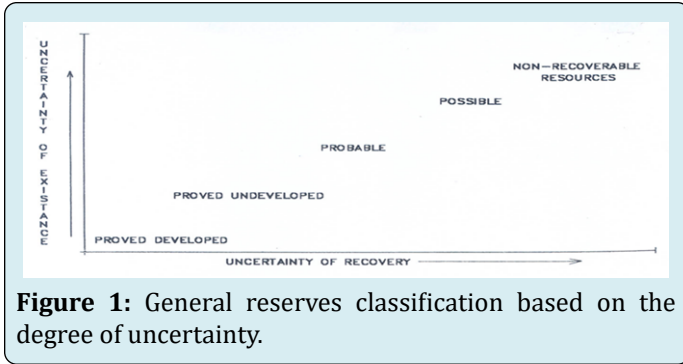 UNCERTAINTY OF EXISTANCE
NON-RECOVERABLE
RESOURCES
POSSIBLE
PROBABLE
PROVED UNDEVELOPED
PROVED DEVELOPED
UNCERTAINTY OF RECOVERY
Figure 1: General reserves classification based on the
degree of uncertainty.